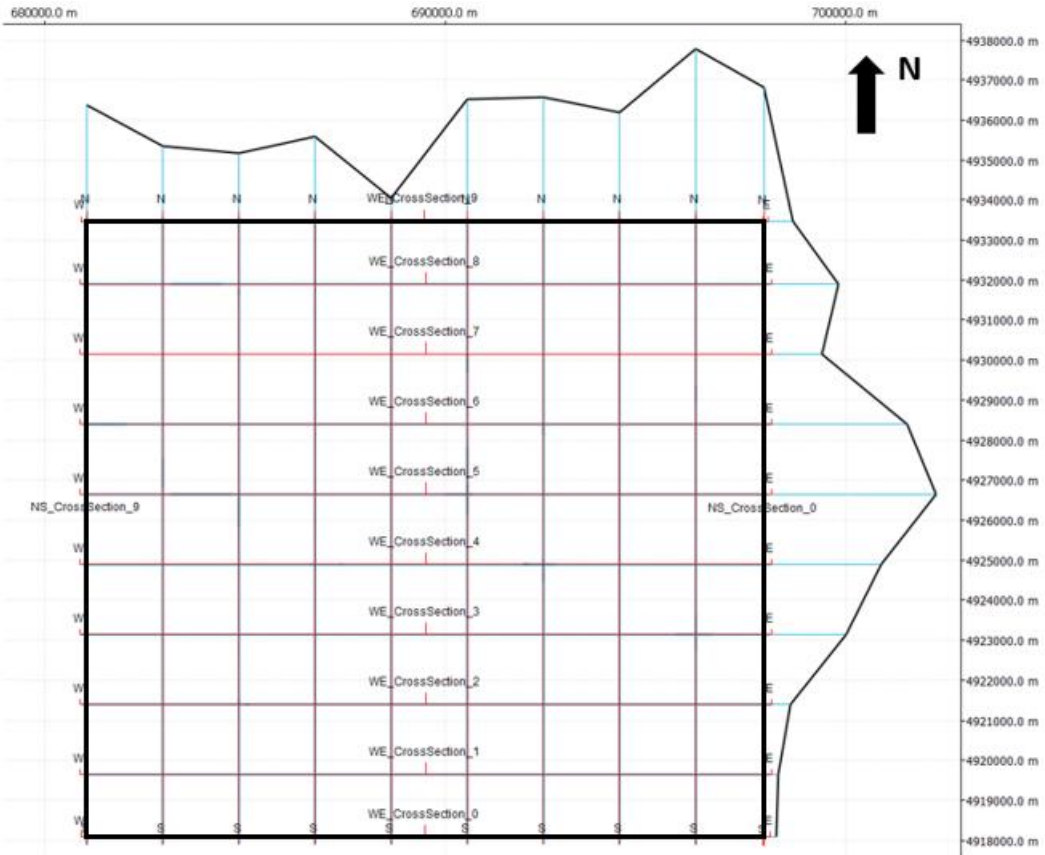 680000.0 m 690000.0 m 700000.0 m
4938000.0 m
N
4937000.0 m
4936000.0 m
4935000.0 m
N N N N N N N N N
4934000.0 m
W WE_CrossSection_9 E
4933000.0 m
W WE_CrossSection_8 E
4932000.0 m
4931000.0 m
W WE_CrossSection_7 E
4930000.0 m
4929000.0 m
W WE_CrossSection_6 E
4928000.0 m
W WE_CrossSection_5 E
4927000.0 m
NS_CrossSection_9 NS_CrossSection_0
4926000.0 m
W WE_CrossSection_4 E
4925000.0 m
4924000.0 m
W WE_CrossSection_3 E
4923000.0 m
4922000.0 m
W WE_CrossSection_2 E
4921000.0 m
W WE_CrossSection_1 E
4920000.0 m
4919000.0 m
W WE_CrossSection_0 E
S S S S S S S S
4918000.0 m